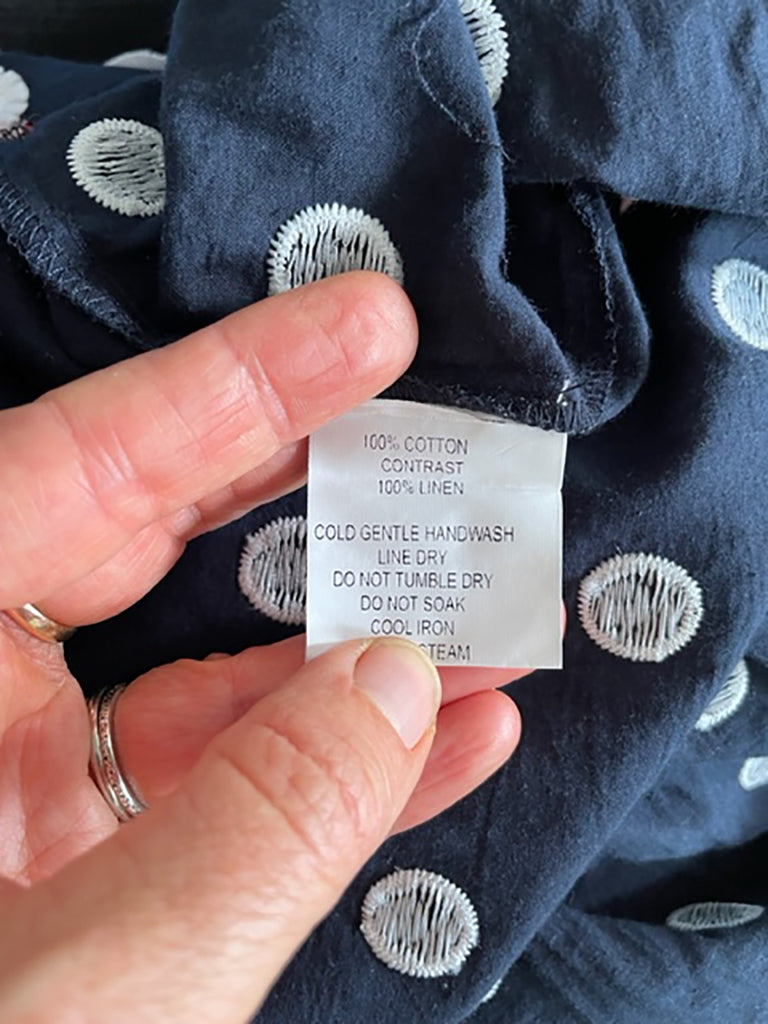 100% COTTON
CONTRAST
100% LINEN
COLD GENTLE HANDWASH
LINE DRY
DO NOT TUMBLE DRY
DO NOT SOAK
COOL IRON
STEAM